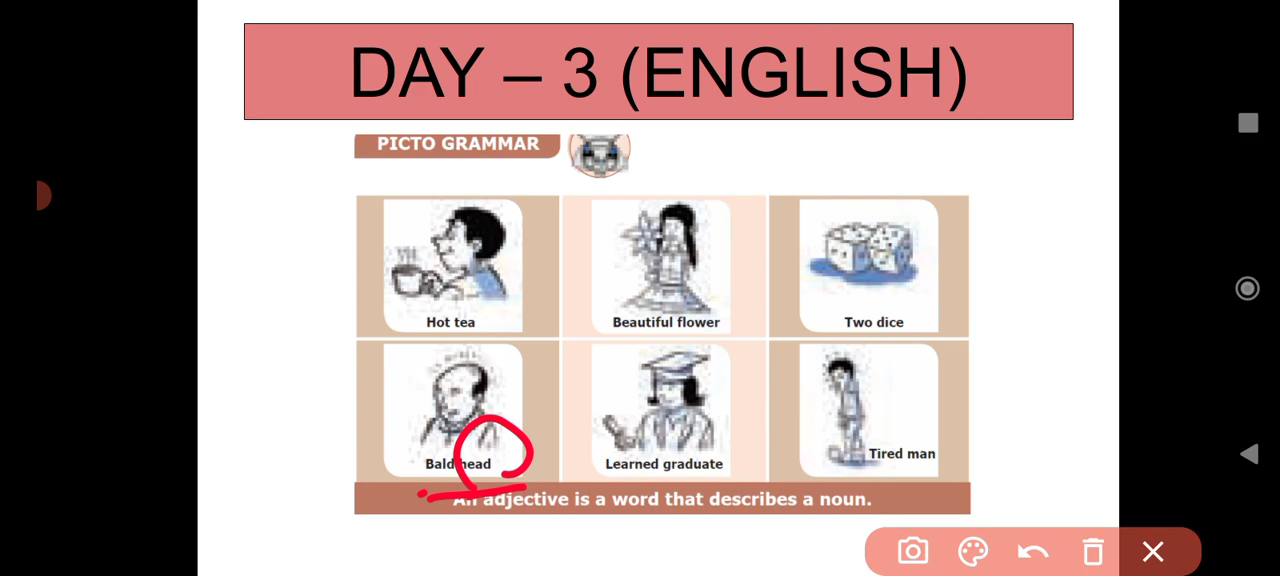 DAY – 3 (ENGLISH)
PICTO GRAMMAR
Hot tea
Beautiful flower
Two dice
Bald head
Learned graduate
Tired man
An adjective is a word that describes a noun.